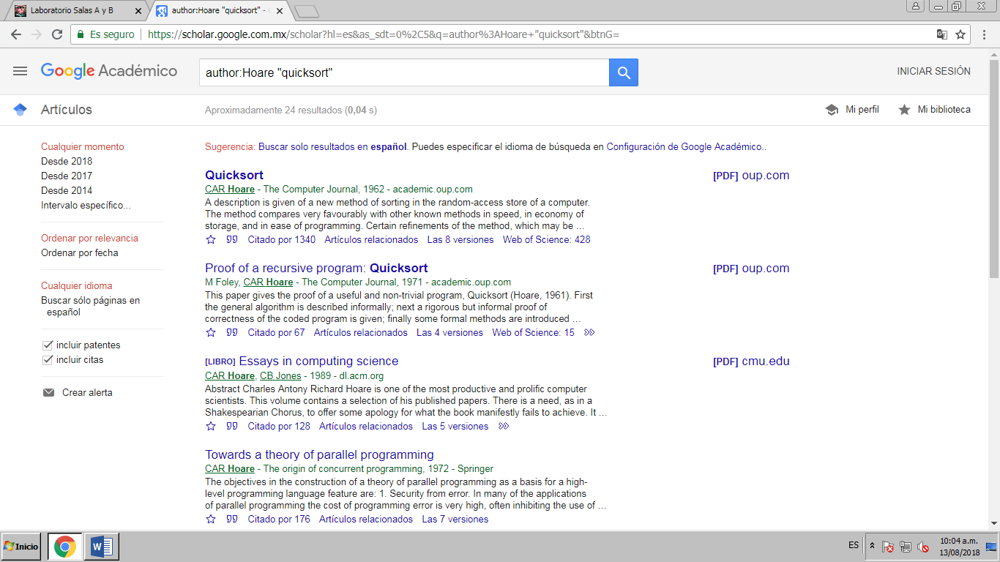 Laboratorio Salas A y B
author:Hoare "quicksort" -
Es seguro
https://scholar.google.com.mx/scholar?hl=es&as_sdt=0%2C5&q=author%3AHoare+"quicksort"&btnG=
Google Académico
author:Hoare "quicksort"
INICIAR SESIÓN
Artículos
Aproximadamente 24 resultados (0,04 s)
Mi perfil
Mi biblioteca
Cualquier momento
Desde 2018
Desde 2017
Desde 2014
Intervalo específico...
Ordenar por relevancia
Ordenar por fecha
Cualquier idioma
Buscar sólo páginas en
español
incluir patentes
incluir citas
Crear alerta
Sugerencia: Buscar solo resultados en español. Puedes especificar el idioma de búsqueda en Configuración de Google Académico..
Quicksort
[PDF] oup.com
CAR Hoare - The Computer Journal, 1962 - academic.oup.com
A description is given of a new method of sorting in the random-access store of a computer.
The method compares very favourably with other known methods in speed, in economy of
storage, and in ease of programming. Certain refinements of the method, which may be ...
Citado por 1340 Artículos relacionados Las 8 versiones Web of Science: 428
Proof of a recursive program: Quicksort
[PDF] oup.com
M Foley, CAR Hoare - The Computer Journal, 1971 - academic.oup.com
This paper gives the proof of a useful and non-trivial program, Quicksort (Hoare, 1961). First
the general algorithm is described informally; next a rigorous but informal proof of
correctness of the coded program is given; finally some formal methods are introduced ...
Citado por 67 Artículos relacionados Las 4 versiones Web of Science: 15
[LIBRO] Essays in computing science
[PDF] cmu.edu
CAR Hoare, CB Jones - 1989 - dl.acm.org
Abstract Charles Antony Richard Hoare is one of the most productive and prolific computer
scientists. This volume contains a selection of his published papers. There is a need, as in a
Shakespearian Chorus, to offer some apology for what the book manifestly fails to achieve. It ...
Citado por 128 Artículos relacionados Las 5 versiones
Towards a theory of parallel programming
CAR Hoare - The origin of concurrent programming, 1972 - Springer
The objectives in the construction of a theory of parallel programming as a basis for a high-
level programming language feature are: 1. Security from error. In many of the applications
of parallel programming the cost of programming error is very high, often inhibiting the use of ...
Citado por 176 Artículos relacionados Las 7 versiones
Inicio
ES
10:04 a.m.
13/08/2018